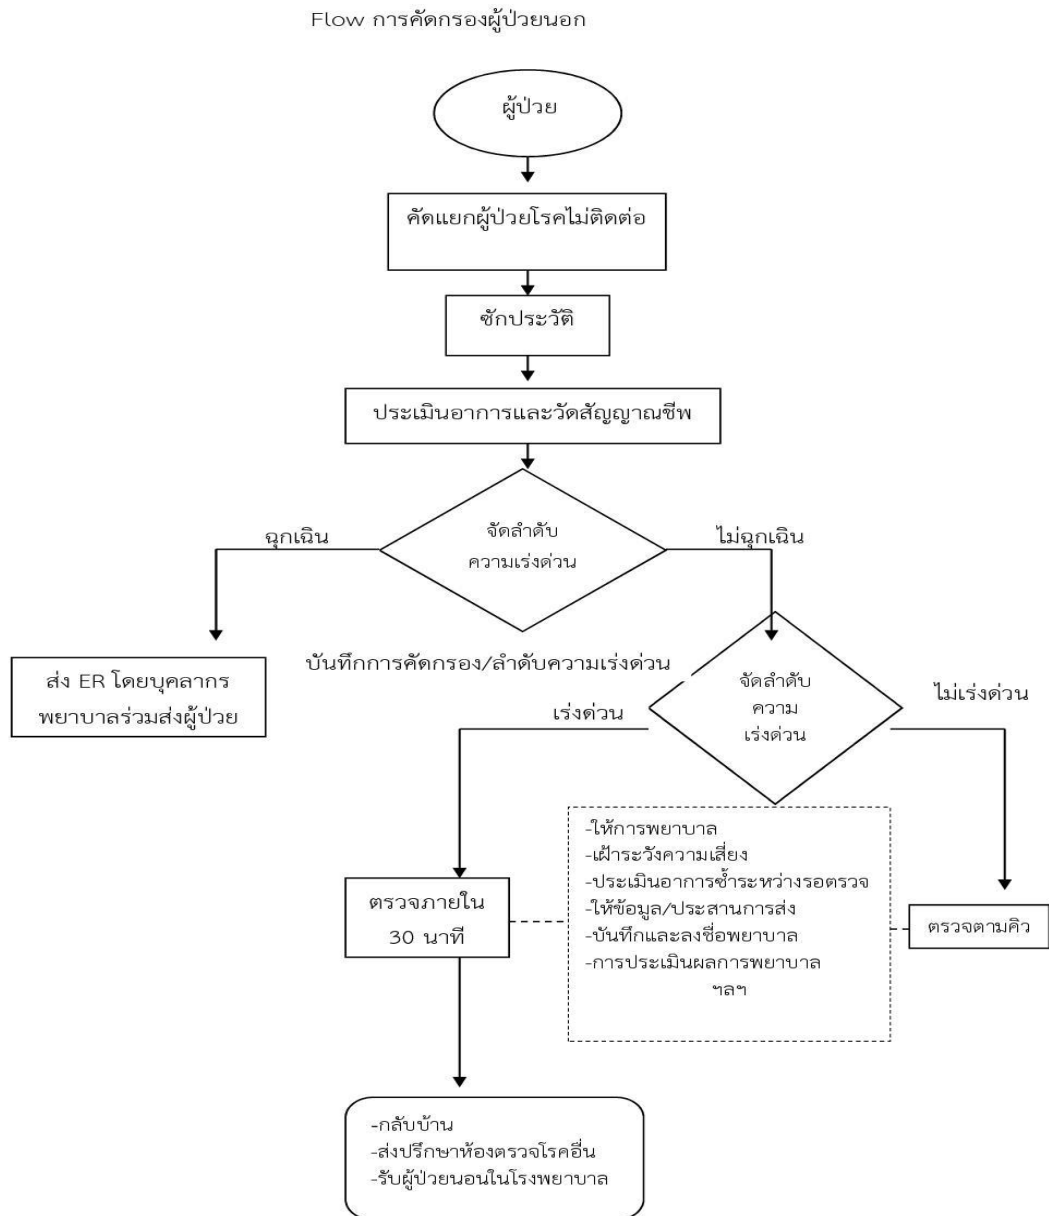 Flow การคัดกรองผู้ป่วยนอก
ผู้ป่วย
คัดแยกผู้ป่วยโรคไม่ติดต่อ
ซักประวัติ
ประเมินอาการและวัดสัญญาณชีพ
จัดลำดับ
ความเร่งด่วน
ฉุกเฉิน
ไม่ฉุกเฉิน
ส่ง ER โดยบุคลากร
พยาบาลร่วมส่งผู้ป่วย
บันทึกการคัดกรอง/ลำดับความเร่งด่วน
จัดลำดับ
ความ
เร่งด่วน
เร่งด่วน
ไม่เร่งด่วน
ตรวจภายใน
30 นาที
-ให้การพยาบาล
-เฝ้าระวังความเสี่ยง
-ประเมินอาการซ้ำระหว่างรอตรวจ
-ให้ข้อมูล/ประสานการส่ง
-บันทึกและลงชื่อพยาบาล
-การประเมินผลการพยาบาล
ฯลฯ
ตรวจตามคิว
-กลับบ้าน
-ส่งปรึกษาห้องตรวจโรคอื่น
-รับผู้ป่วยนอนในโรงพยาบาล